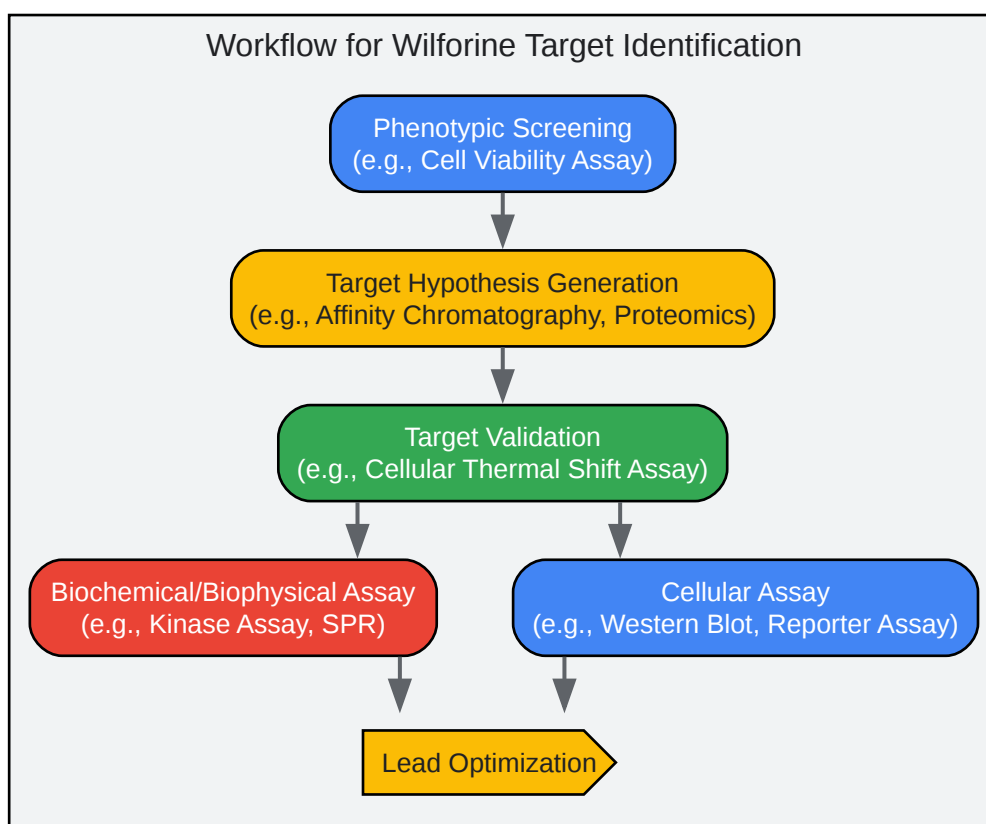 Workflow for Wilforine Target Identification
Phenotypic Screening
(e.g., Cell Viability Assay)
Target Hypothesis Generation
(e.g., Affinity Chromatography, Proteomics)
Target Validation
(e.g., Cellular Thermal Shift Assay)
Biochemical/Biophysical Assay
(e.g., Kinase Assay, SPR)
Cellular Assay
(e.g., Western Blot, Reporter Assay)
Lead Optimization